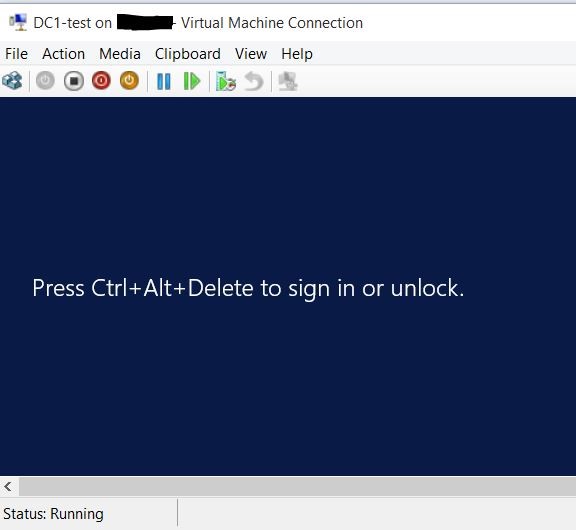 DC1-test on - Virtual Machine Connection
File Action Media Clipboard View Help
Press Ctrl+Alt+Delete to sign in or unlock.
Status: Running